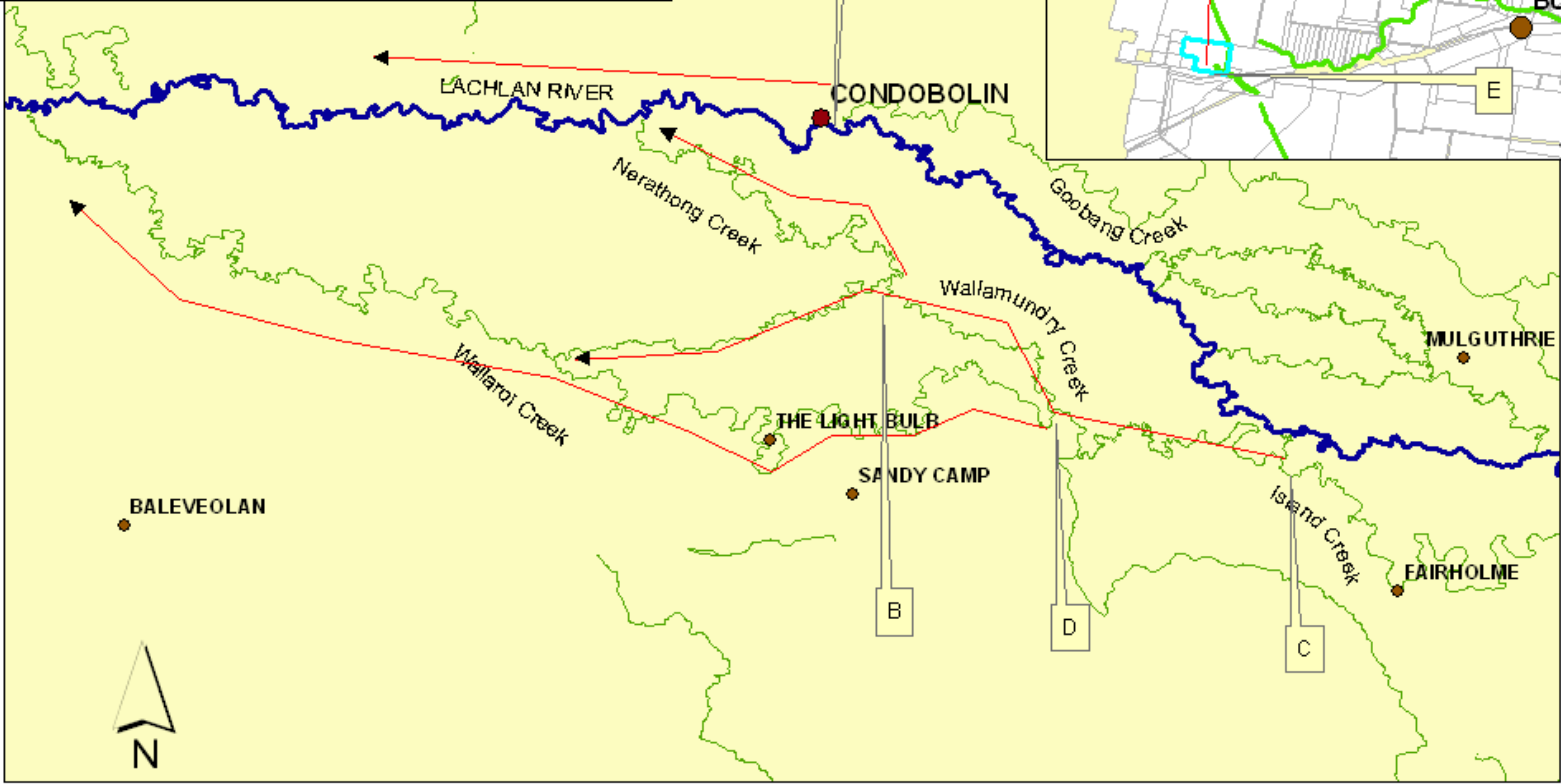 E
LACHLAN RIVER
CONDOBOLIN
Nerathong Creek
Goobang Creek
Wallamundry Creek
MULGUTHRIE
Wallaroi Creek
THE LIGHT BULB
SANDY CAMP
BALEVEOLAN
Island Creek
FAIRHOLME
B
D
C
N